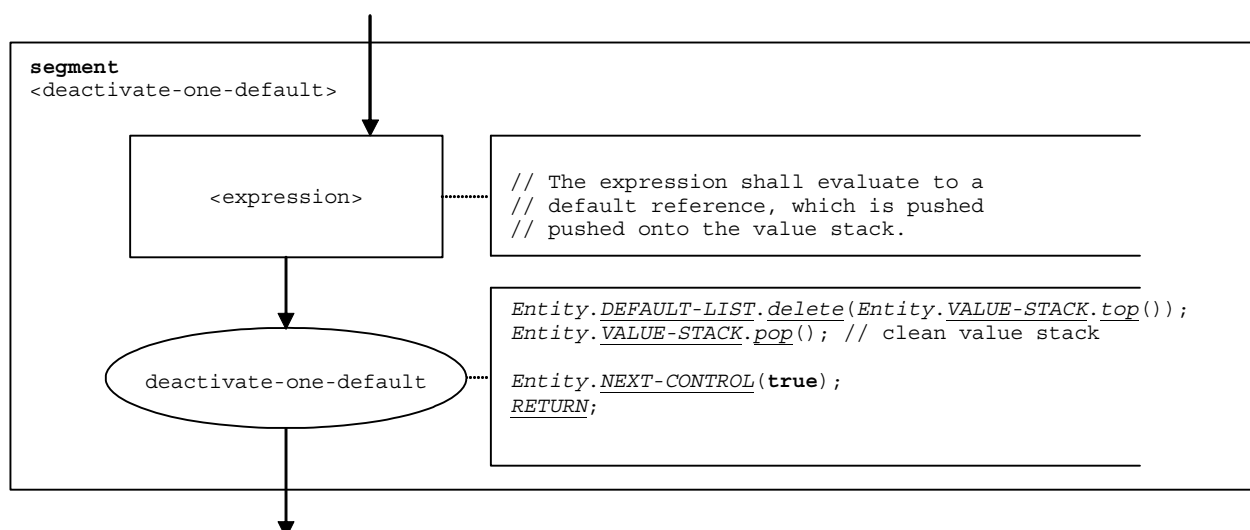 segment
<deactivate-one-default>
<expression>
// The expression shall evaluate to a
// default reference, which is pushed
// pushed onto the value stack.
deactivate-one-default
Entity.DEFAULT-LIST.delete(Entity.VALUE-STACK.top());
Entity.VALUE-STACK.pop(); // clean value stack
Entity.NEXT-CONTROL(true);
RETURN;